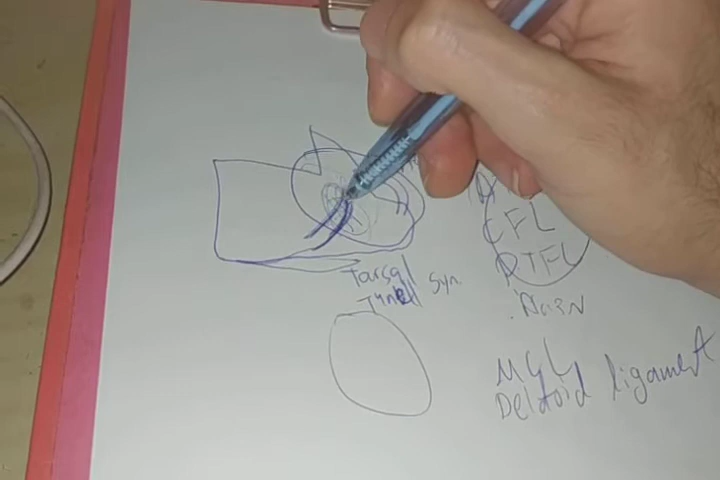 CFL
PTFL
Tarsal
Tunel Syn.
MCL
Deltoid ligament